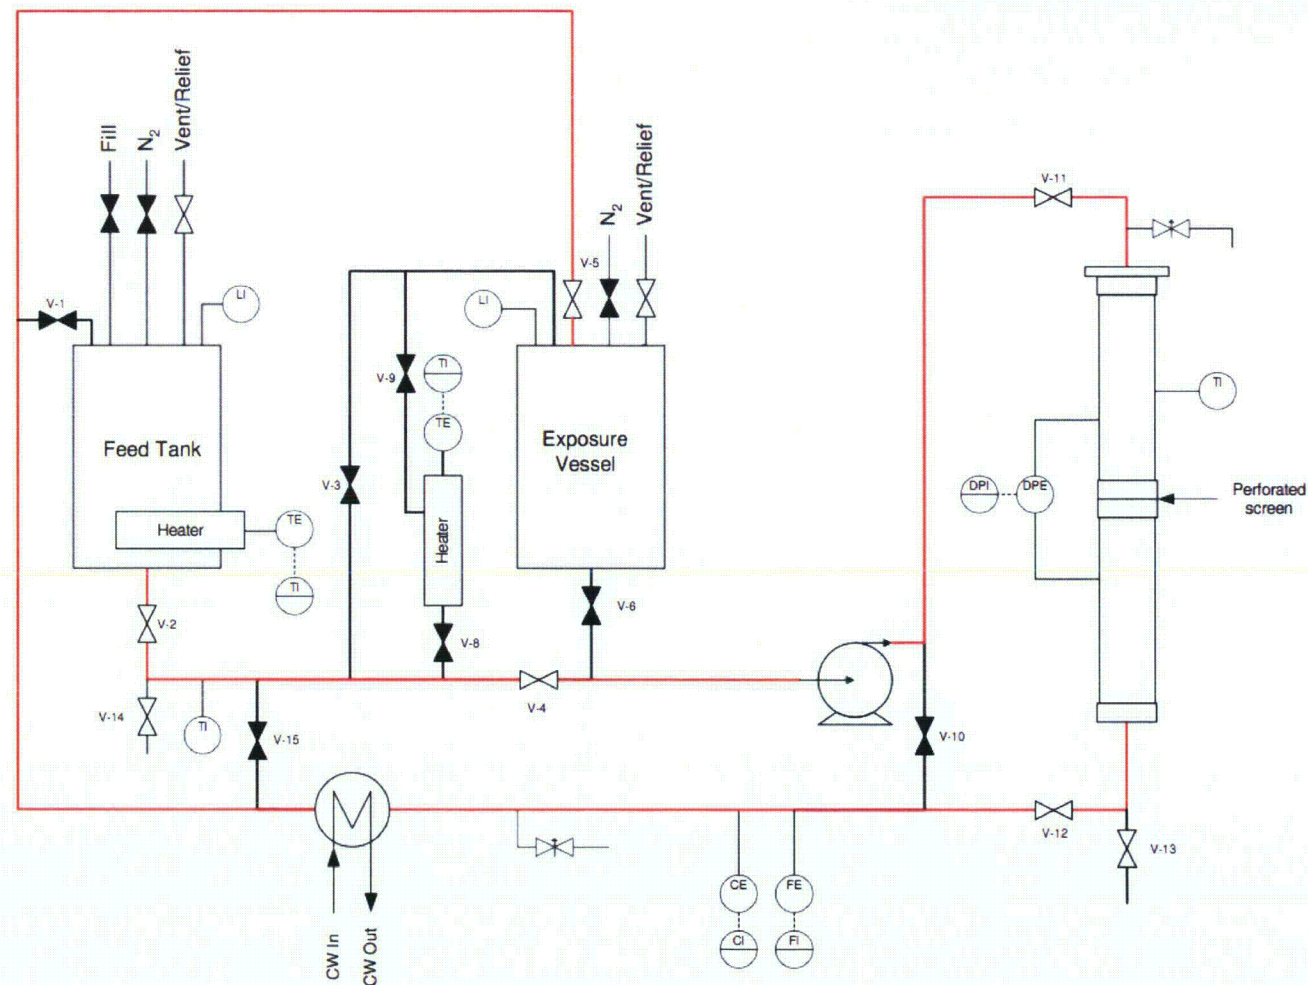 Fill
N2
Vent/Relief
Vent/Relief
N2
V-11
V-5
V-1
LI
LI
V-9
TI
TI
TE
Feed Tank
Exposure
Vessel
V-3
DPI
DPE
Perforated
screen
Heater
TE
Heater
TI
V-6
V-2
V-8
V-4
V-14
TI
V-15
V-10
V-12
V-13
CE
FE
CI
FI
CW In
CW Out